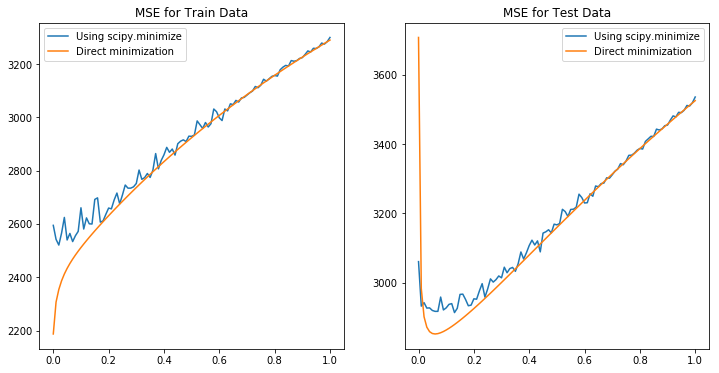 MSE for Train Data
Using scipy.minimize
Direct minimization
3200
3000
2800
2600
2400
2200
0.0 0.2 0.4 0.6 0.8 1.0
MSE for Test Data
Using scipy.minimize
Direct minimization
3600
3400
3200
3000
0.0 0.2 0.4 0.6 0.8 1.0